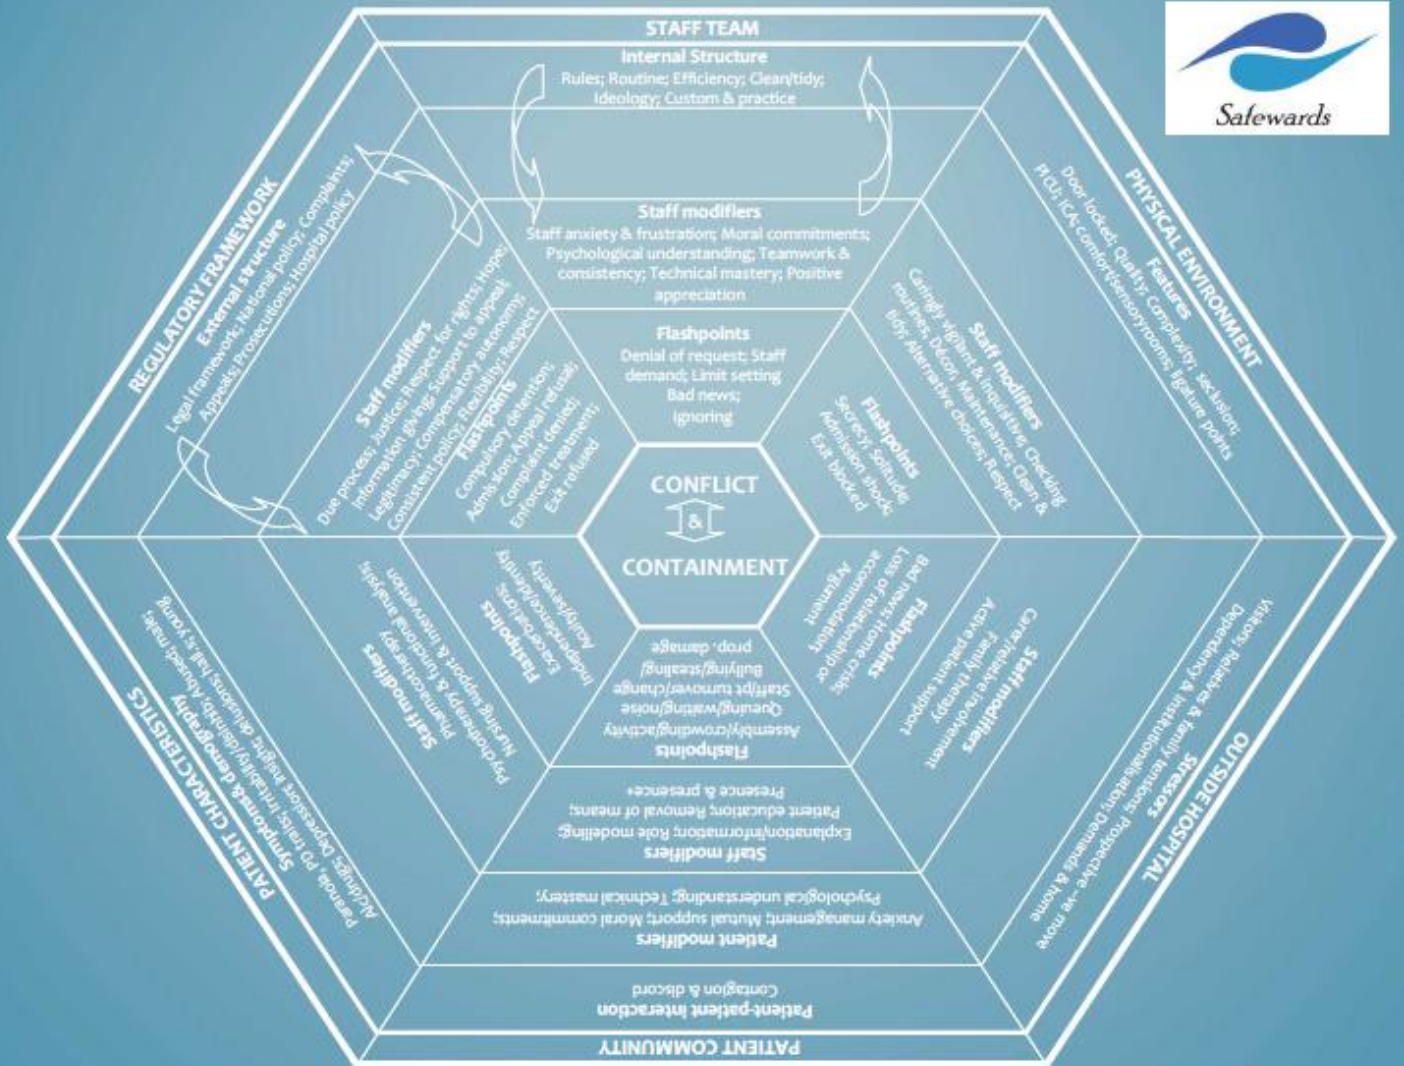 STAFF TEAM
Internal Structure
Rules; Routine; Efficiency; Clean/tidy;
Ideology; Custom & practice
Staff modifiers
Staff anxiety & frustration; Moral commitments;
Psychological understanding; Teamwork &
consistency; Technical mastery; Positive
appreciation
Flashpoints
Denial of request; Staff
demand; Limit setting
Bad news;
Ignoring
Safewards
PHYSICAL ENVIRONMENT
Features
Door locked; Quality; Complexity; seclusion;
PICU; ICA; Comfort/sensoryrooms; ligature points
Staff modifiers
Caringly vigilant & inquisitive; Checking
routines; Décor; Maintenance; Clean &
tidy; Alternative choices; Respect
Flashpoints
Secrecy; Solitude;
Admission shock;
Exit blocked
OUTSIDE HOSPITAL
Stressors
Visitors; Relatives & family tensions; Prospective -ve move
Dependency & Institutionalisation; Demands & home
Staff modifiers
Carer/relative involvement
Family therapy
Active patient support
Flashpoints
Bad news; Home crisis;
Loss of relationship or
accommodation;
Argument
PATIENT COMMUNITY
Patient-patient interaction
Contagion & discord
Patient modifiers
Anxiety management; Mutual support; Moral commitments;
Psychological understanding; Technical mastery;
Staff modifiers
Explanation/information; Role modelling;
Patient education; Removal of means;
Presence & presence+
Flashpoints
Assembly/crowding/activity
Queuing/waiting/noise
Staff/pt turnover/change
Bullying/stealing/
prop. damage
PATIENT CHARACTERISTICS
Symptoms & demography
Paranoia, PD traits; Irritability/disinhib; Abused; male;
Alc/drugs; Depression; insight; delusions; hall.s; young
Staff modifiers
Pharmacotherapy
Psychotherapy & functional analysis;
Nursing support & intervention
Flashpoints
Exacerbations;
Independence/identity
Acuity/severity
REGULATORY FRAMEWORK
External structure
Legal framework; National policy; Complaints;
Appeals; Prosecutions; Hospital policy
Staff modifiers
Due process; Justice; Respect for rights; Hope;
Information giving; Support to appeal;
Legitimacy; Compensatory autonomy;
Consistent policy; Flexibility; Respect
Flashpoints
Compulsory detention;
Admission; Appeal refusal;
Complaint denied;
Enforced treatment;
Exit refused
CONFLICT
&
CONTAINMENT